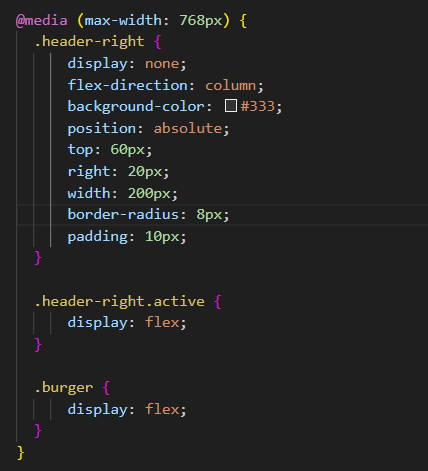 @media (max-width: 768px) {
  .header-right {
      display: none;
      flex-direction: column;
      background-color: #333;
      position: absolute;
      top: 60px;
      right: 20px;
      width: 200px;
      border-radius: 8px;
      padding: 10px;
  }

  .header-right.active {
      display: flex;
  }

  .burger {
      display: flex;
  }
}